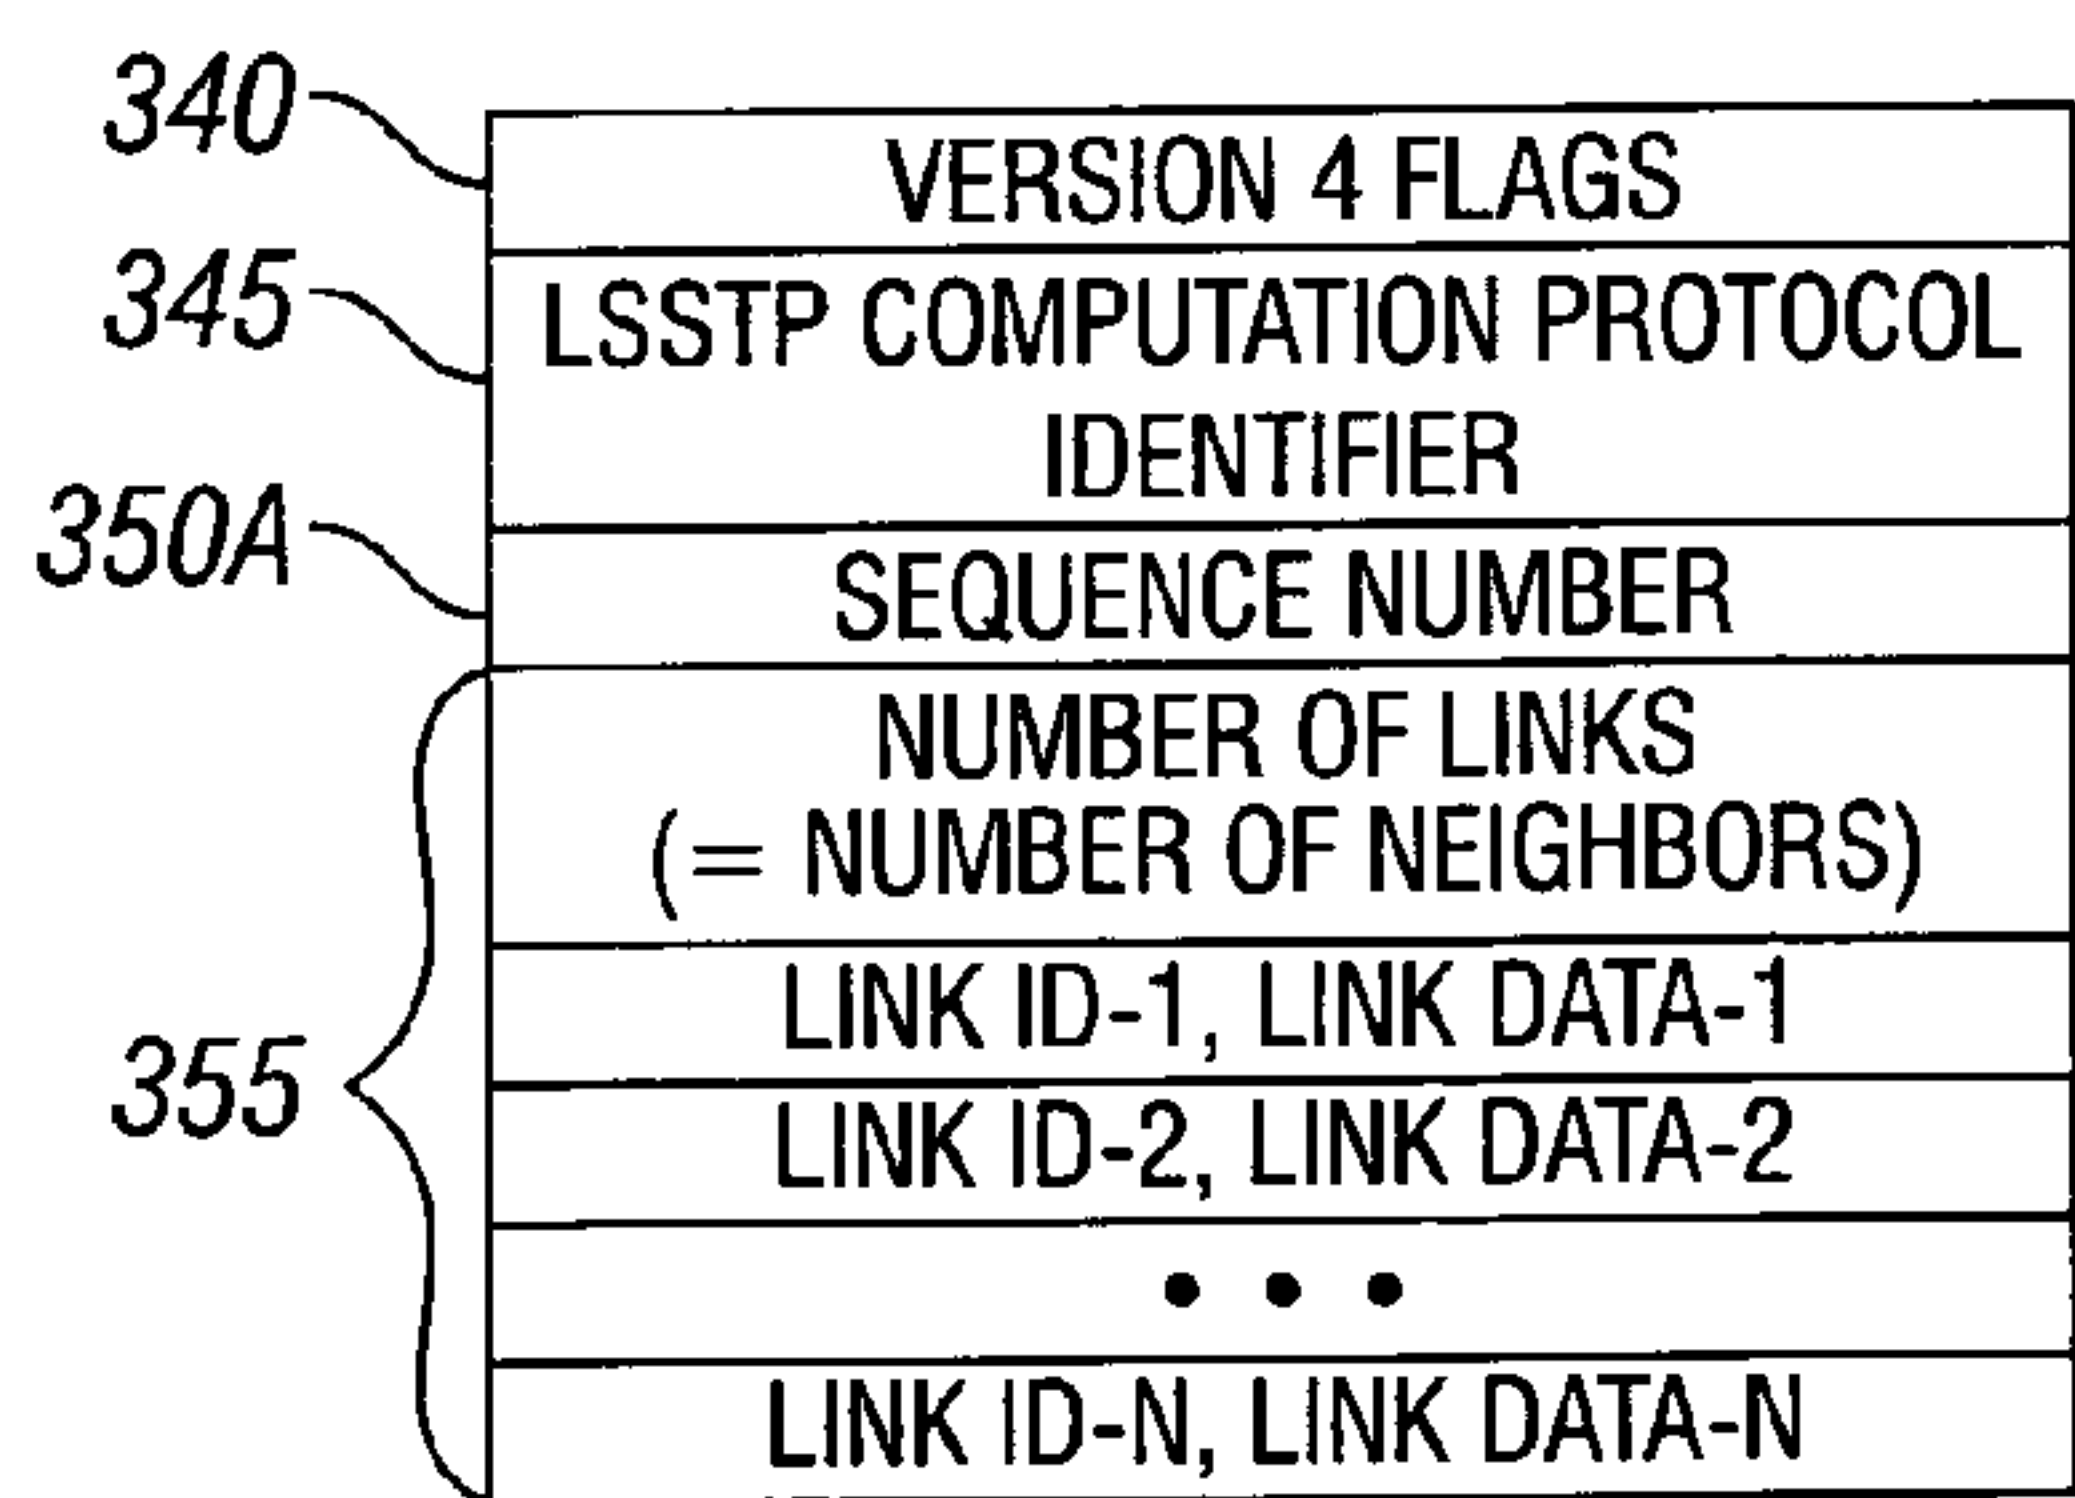 340
VERSION 4 FLAGS
345
LSSTP COMPUTATION PROTOCOL
IDENTIFIER
350A
SEQUENCE NUMBER
NUMBER OF LINKS
(= NUMBER OF NEIGHBORS)
LINK ID-1, LINK DATA-1
355
LINK ID-2, LINK DATA-2
• • •
LINK ID-N, LINK DATA-N